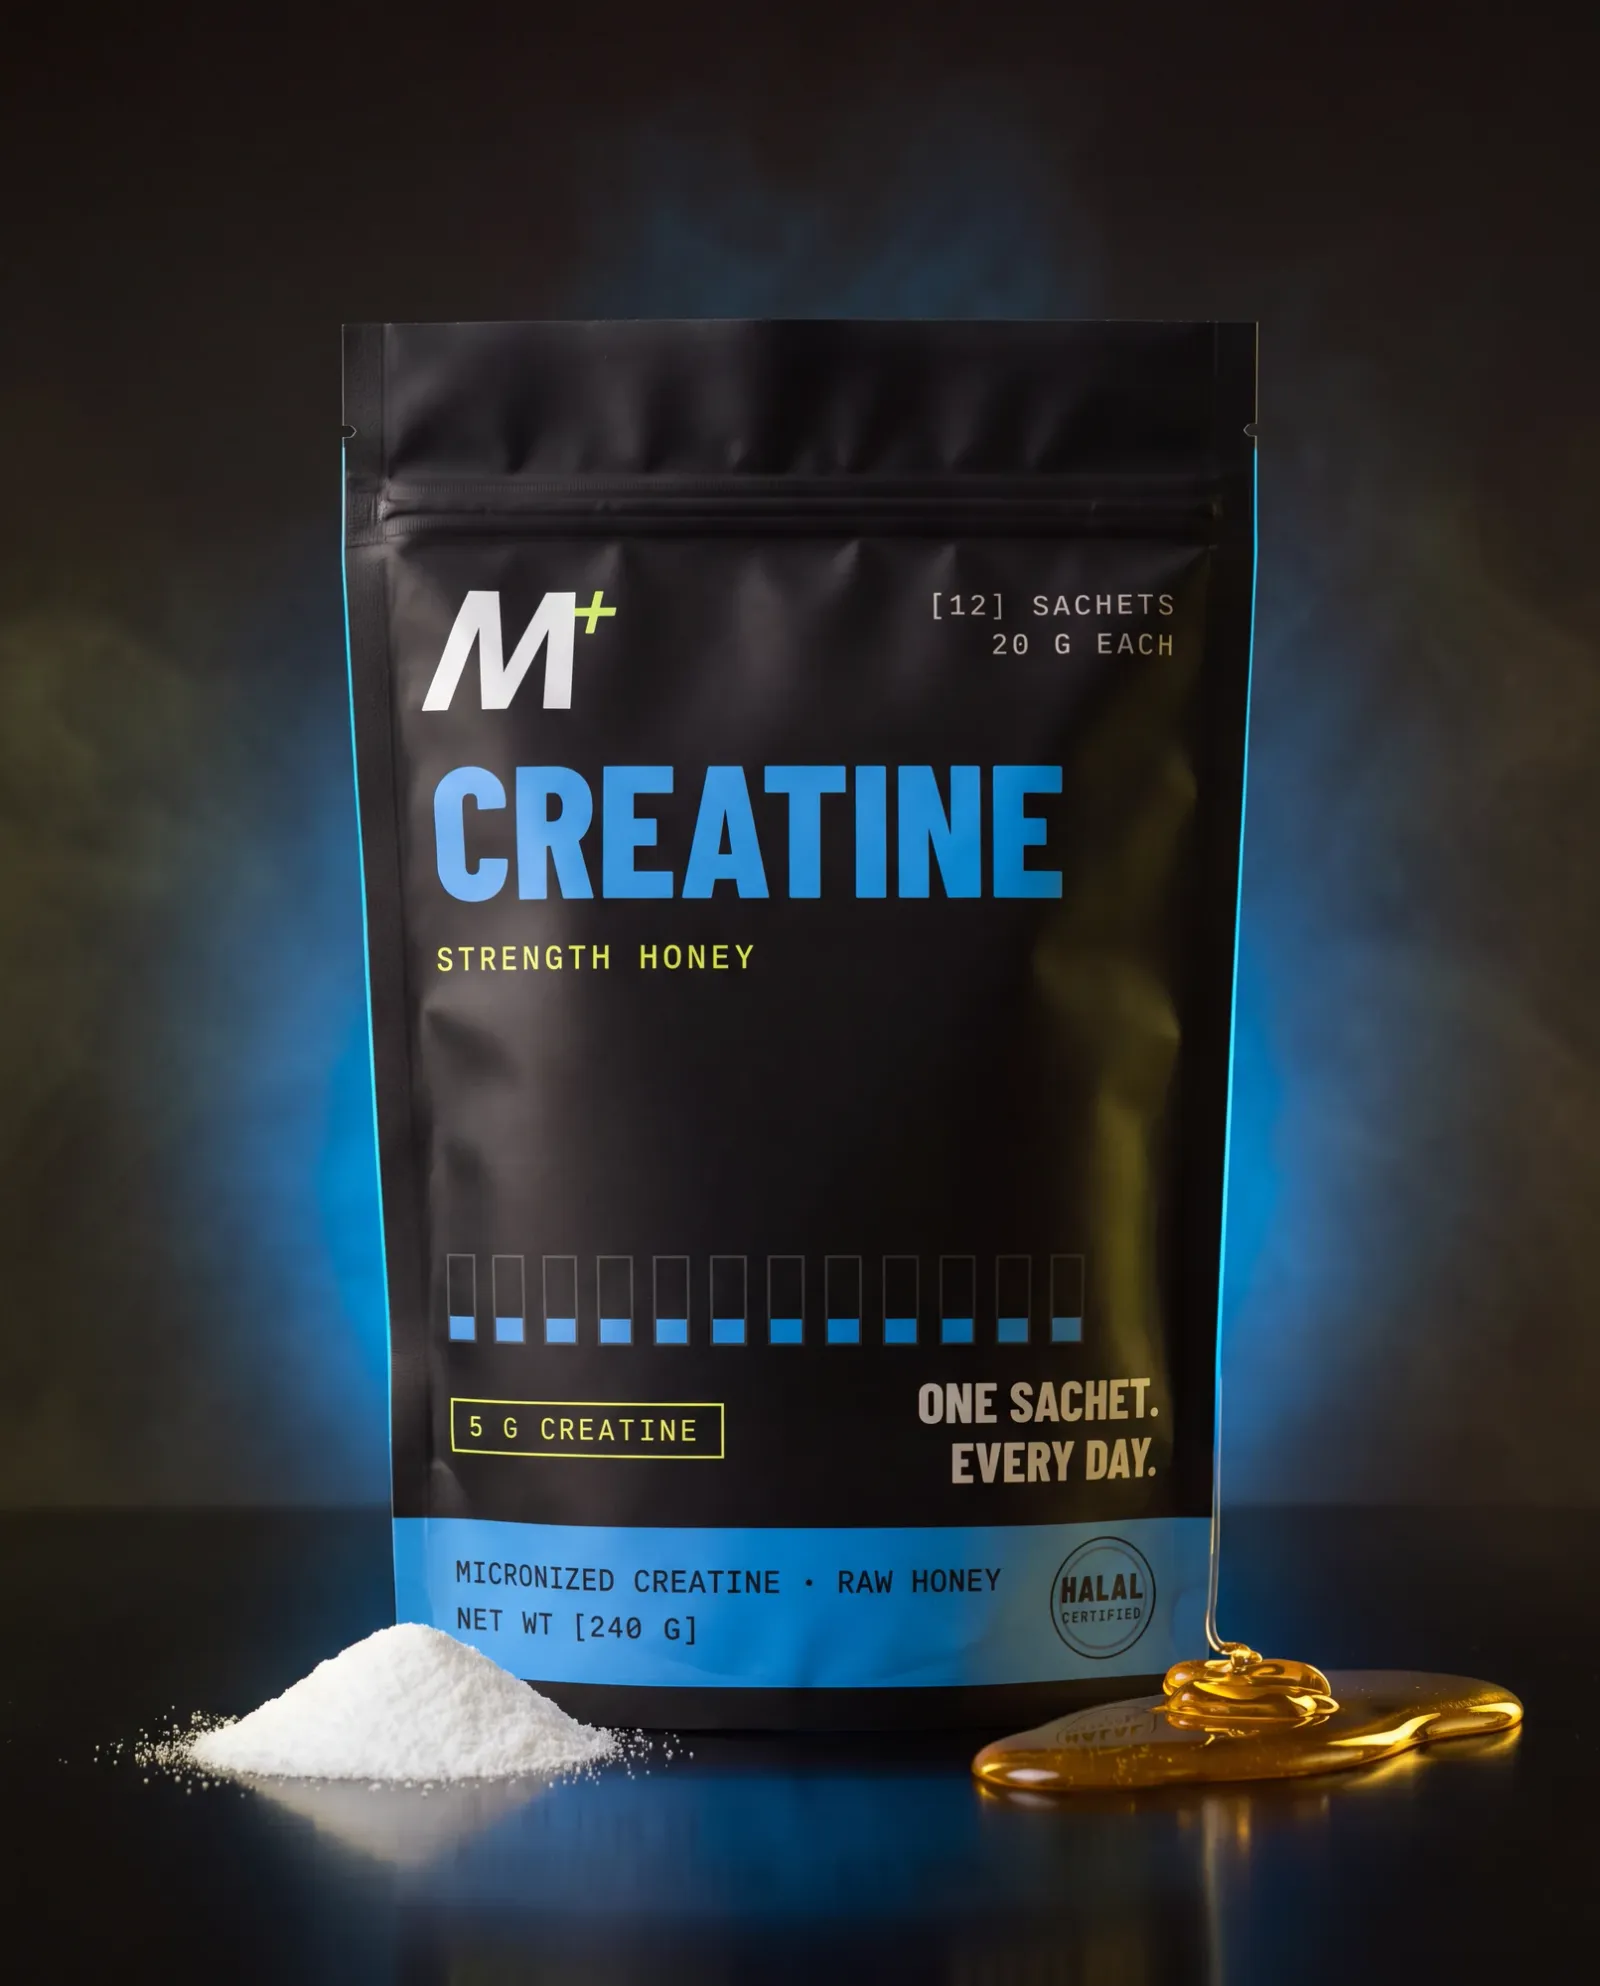 M+
[12] SACHETS
20 G EACH
CREATINE
STRENGTH HONEY
5 G CREATINE
ONE SACHET.
EVERY DAY.
MICRONIZED CREATINE · RAW HONEY
NET WT [240 G]
HALAL
CERTIFIED